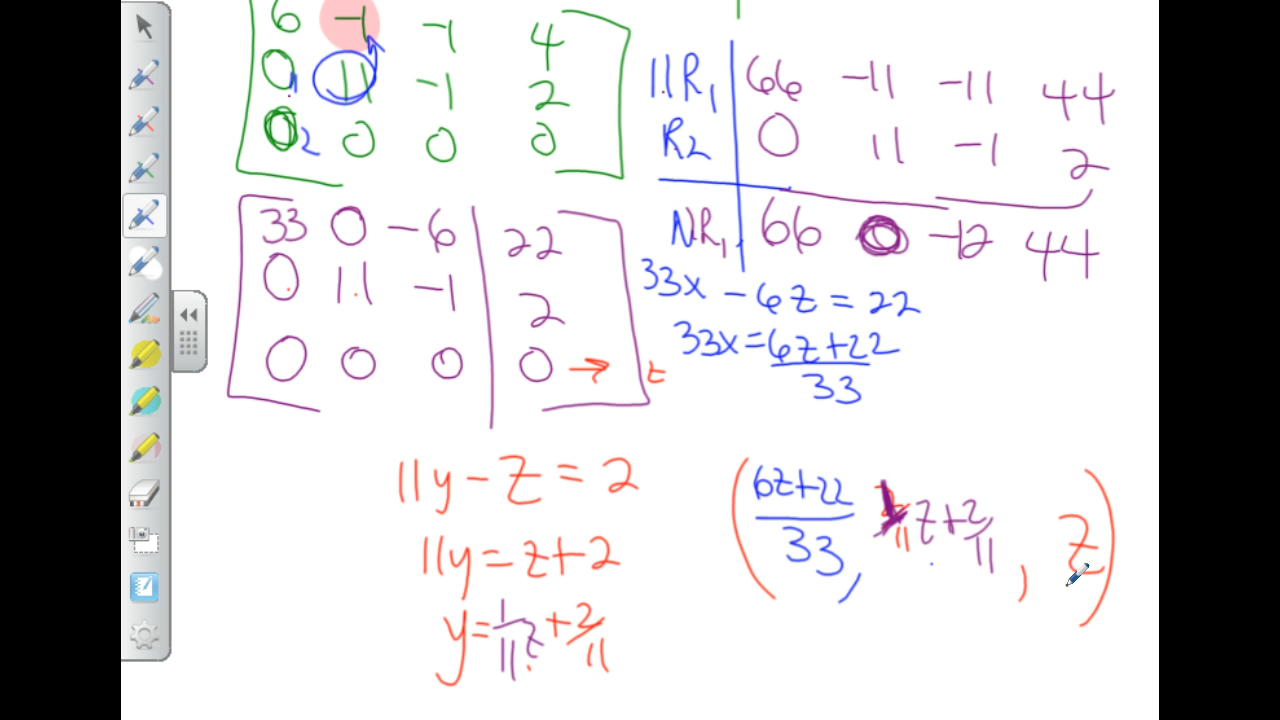 6 -1 -1 4
0 11 -1 2
0 0 0 0
11R₁ 66 -11 -11 44
R₂ 0 11 -1 2
NR₁ 66 0 -12 44
33 0 -6 22
0 11 -1 2
0 0 0 0 → z
33x - 6z = 22
33x = 6z+22
33
11y - z = 2
11y = z+2
y = 1/11 z + 2/11
(6z+22/33, /11 z + 2/11, z)